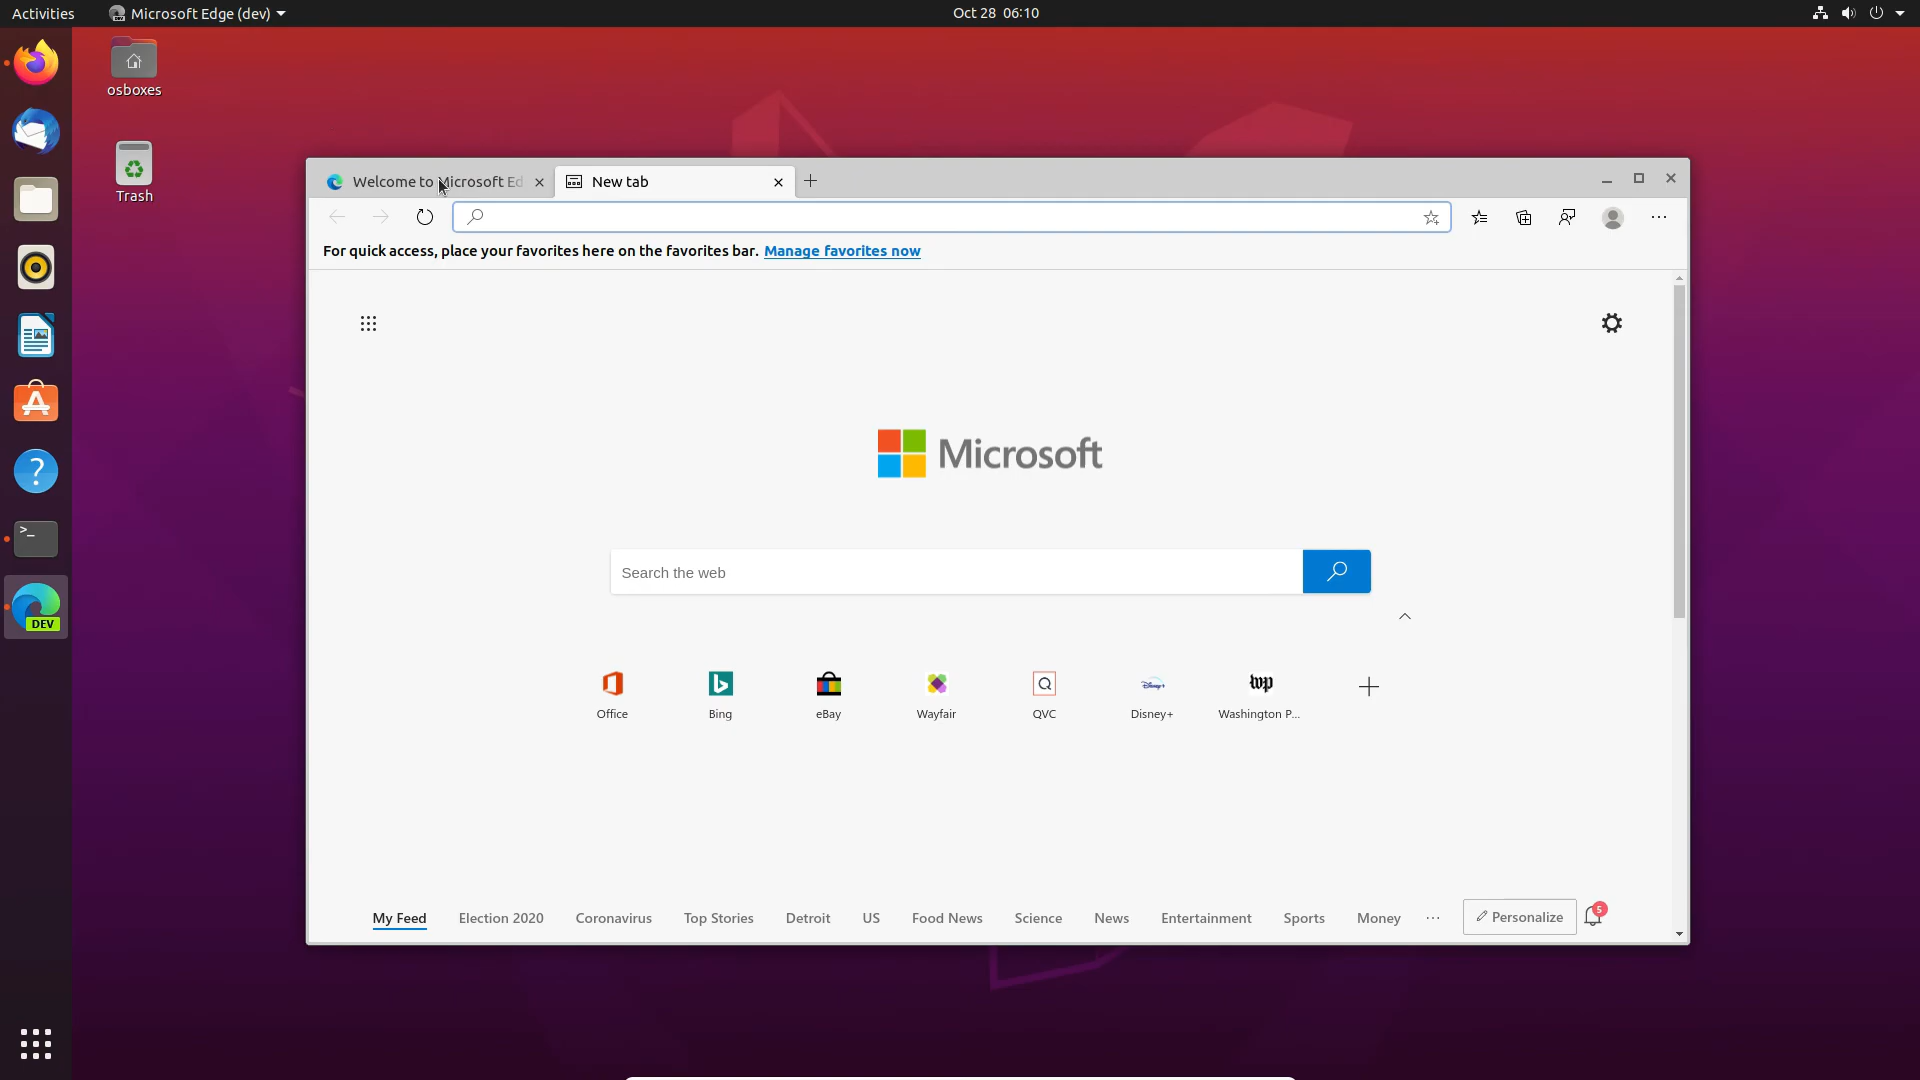 Activities
Microsoft Edge (dev)
Oct 28 06:10
osboxes
Trash
Welcome to Microsoft Ed
New tab
For quick access, place your favorites here on the favorites bar. Manage favorites now
Microsoft
Search the web
Office
Bing
eBay
Wayfair
QVC
Disney+
Washington P...
My Feed
Election 2020
Coronavirus
Top Stories
Detroit
US
Food News
Science
News
Entertainment
Sports
Money
Personalize
5
DEV